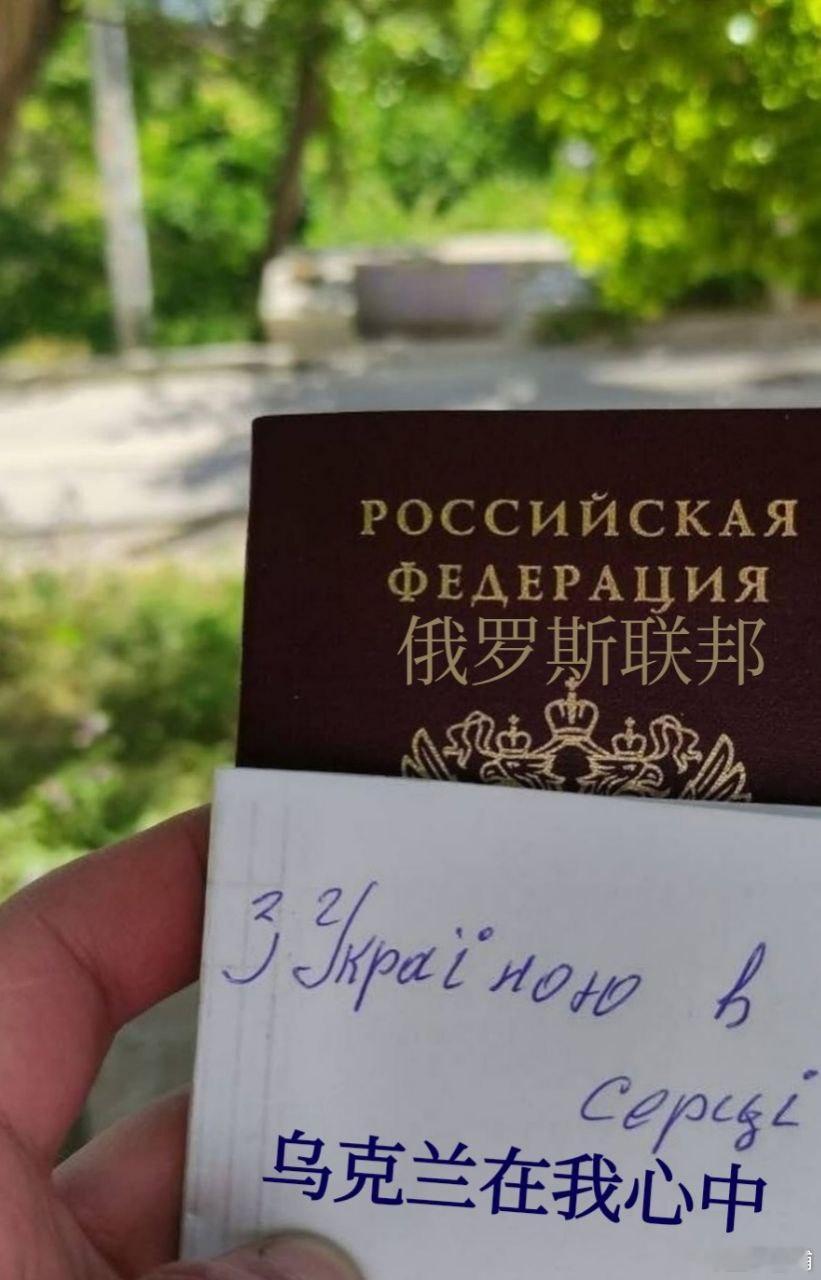 РОССИЙСКАЯ
ФЕДЕРАЦИЯ
俄罗斯联邦
З Україною в
серці
乌克兰在我心中